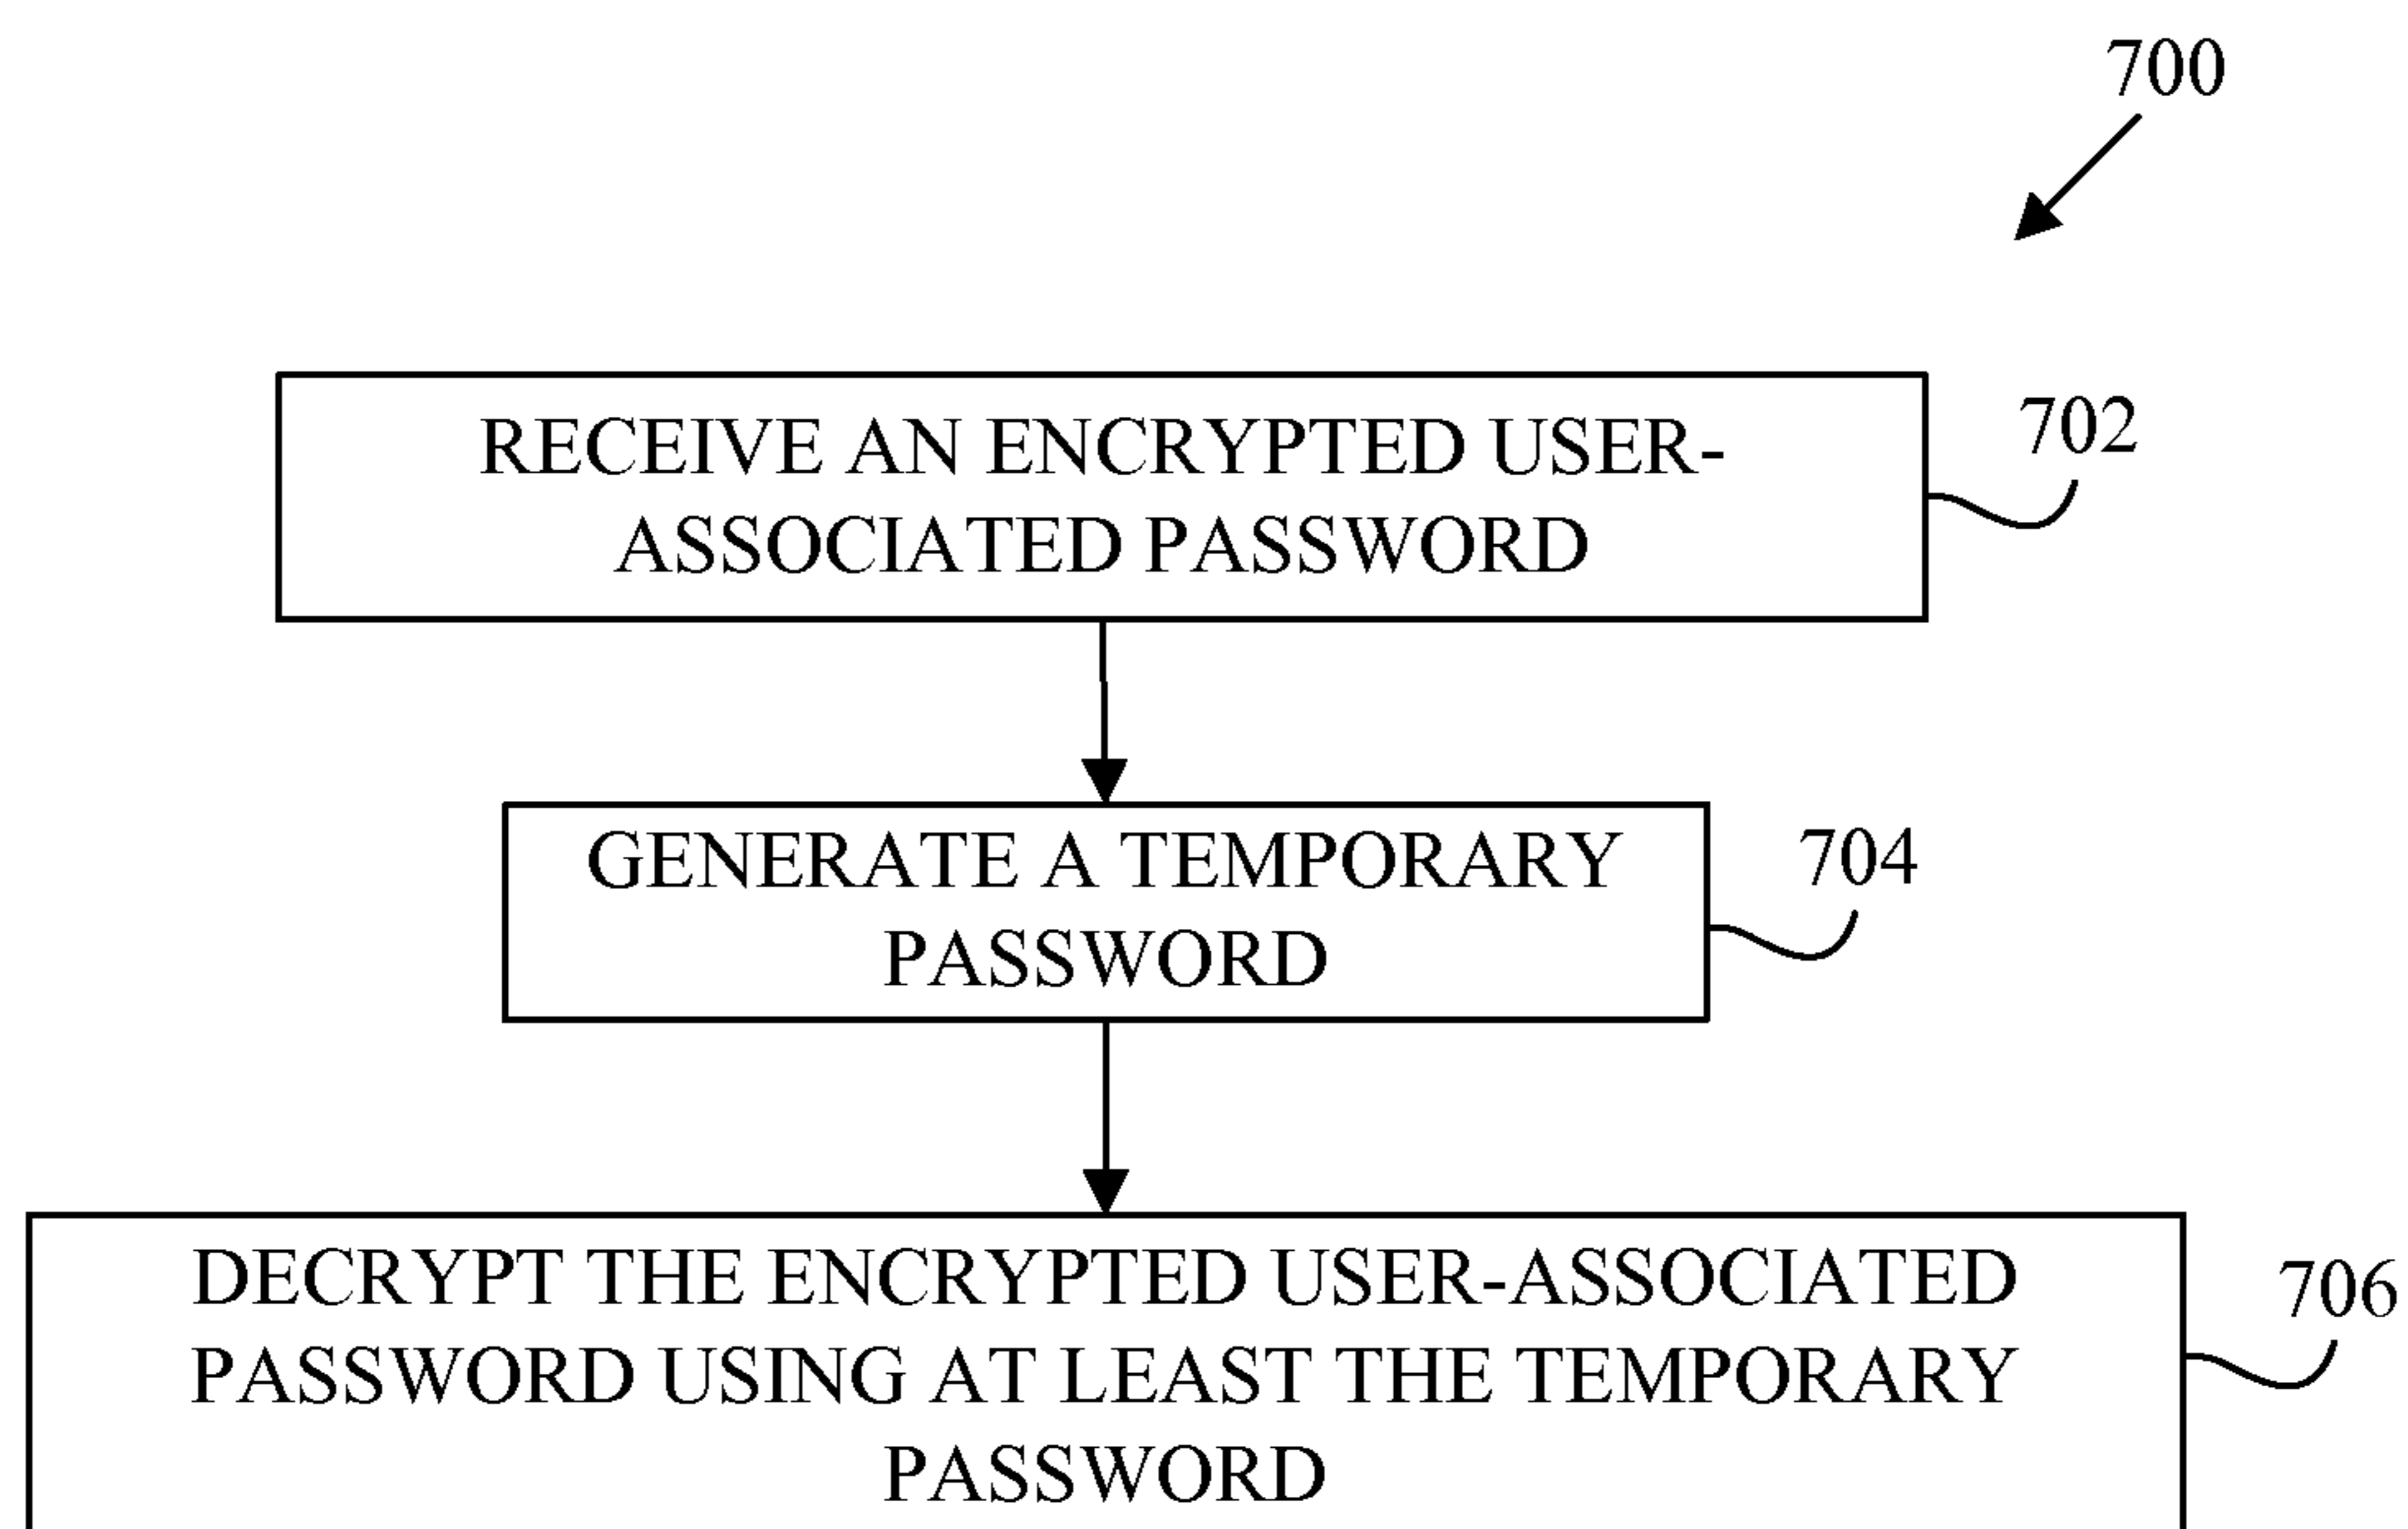 700
RECEIVE AN ENCRYPTED USER-
ASSOCIATED PASSWORD
702
GENERATE A TEMPORARY
PASSWORD
704
DECRYPT THE ENCRYPTED USER-ASSOCIATED
PASSWORD USING AT LEAST THE TEMPORARY
PASSWORD
706